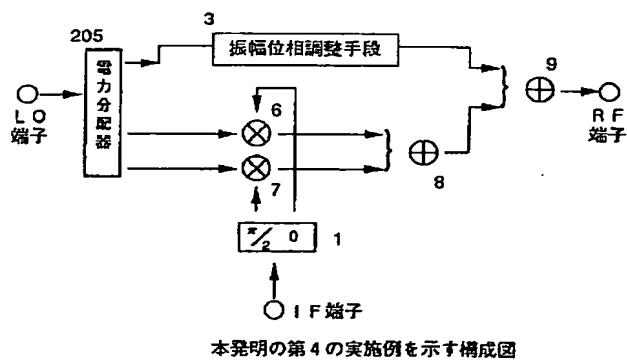 205
3
振幅位相調整手段
9
電力分配器
LO
端子
6
RF
端子
7
8
π/2 0
1
IF端子
本発明の第4の実施例を示す構成図